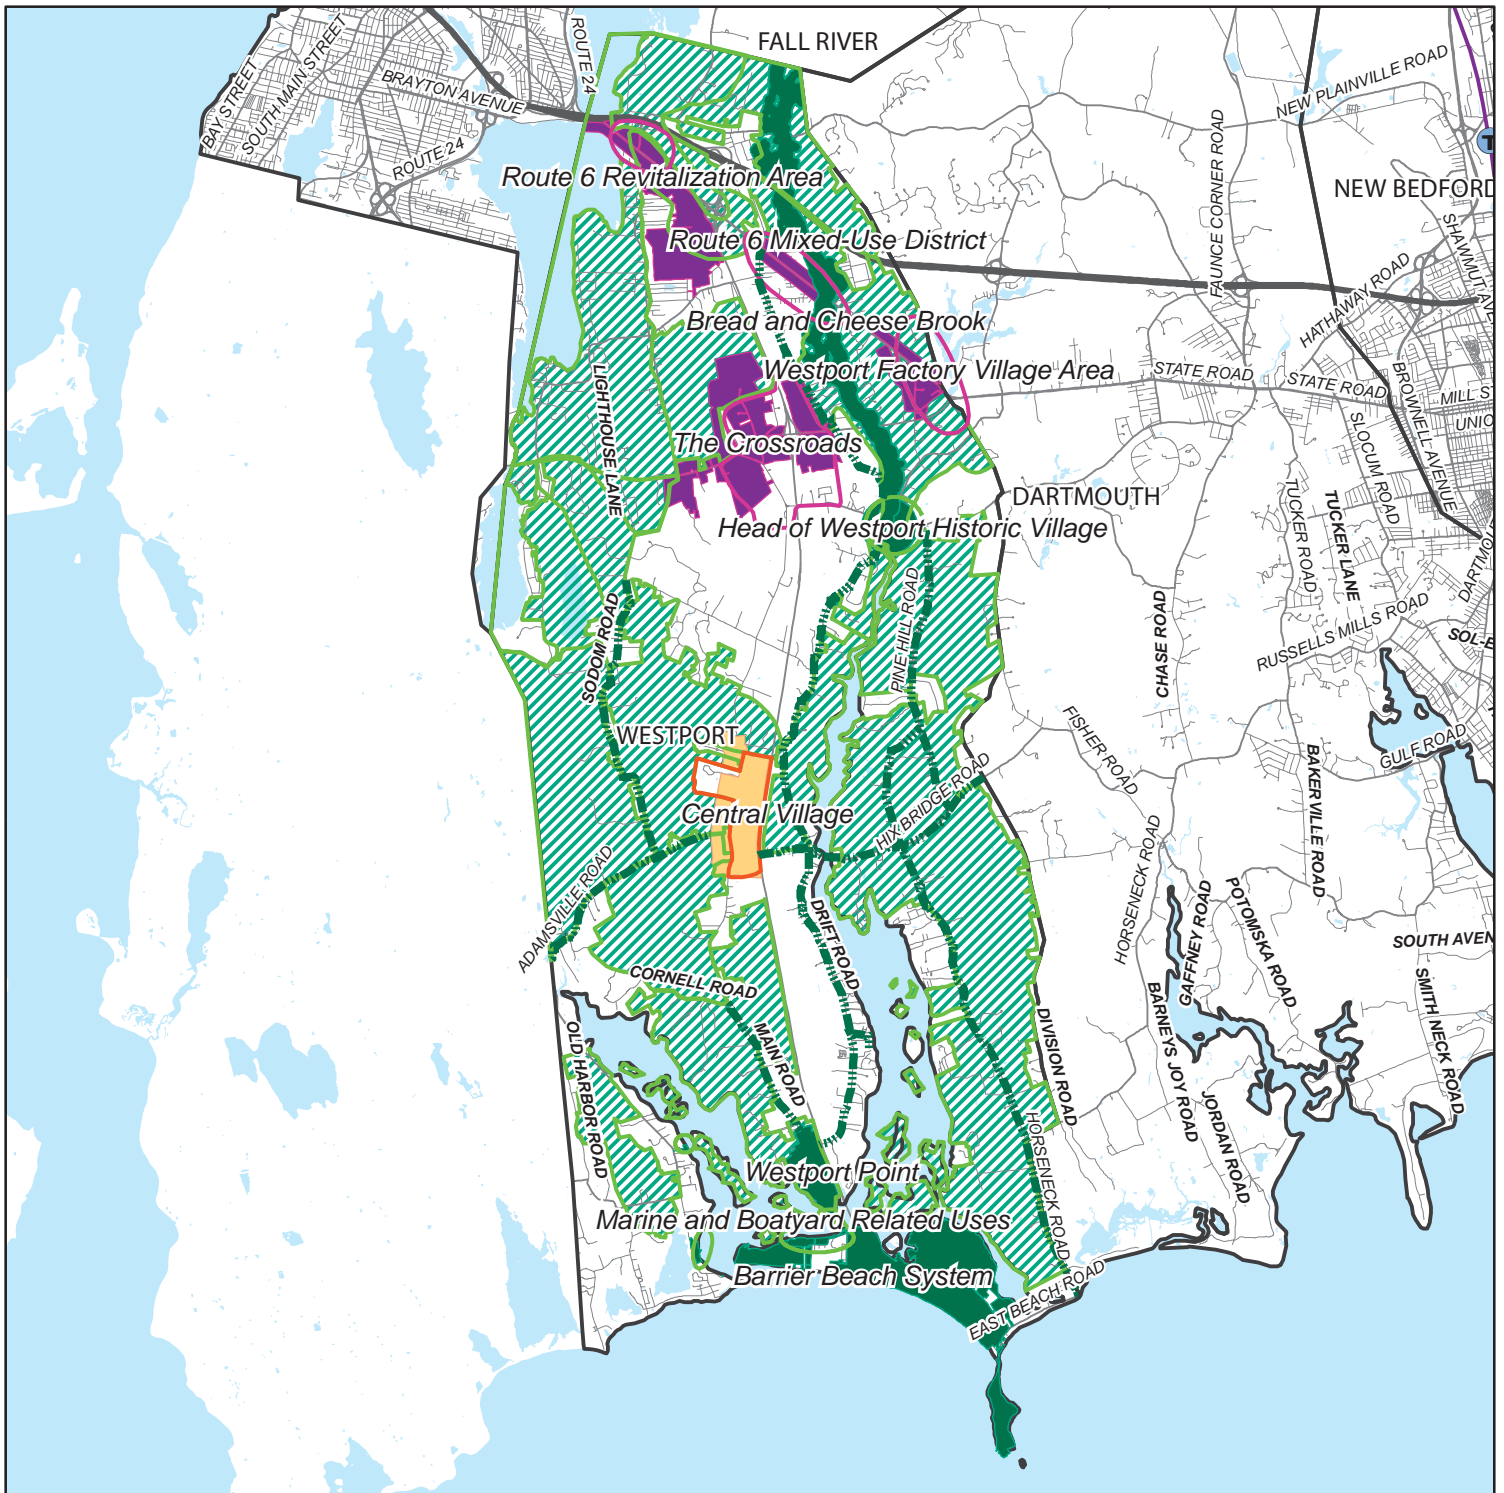 FALL RIVER
ROUTE 24
BAY STREET
SOUTH MAIN STREET
BRAYTON AVENUE
ROUTE 24
NEW PLAINVILLE ROAD
T
NEW BEDFORD
FAUNCE CORNER ROAD
Route 6 Revitalization Area
Route 6 Mixed-Use District
SHAWMUT AVE
HATHAWAY ROAD
Bread and Cheese Brook
Westport Factory Village Area
STATE ROAD
STATE ROAD
BROWNELL AVENUE
MILL S
UNIO
LIGHTHOUSE LANE
The Crossroads
SLOCUM ROAD
TUCKER ROAD
TUCKER LANE
DARTMOUTH
Head of Westport Historic Village
DARTMOU
PINE HILL ROAD
SODOM ROAD
CHASE ROAD
RUSSELLS MILLS ROAD
SOL-E
WESTPORT
FISHER ROAD
GULF ROAD
BAKERVILLE ROAD
Central Village
HIX BRIDGE ROAD
HORSENECK ROAD
ADAMSVILLE ROAD
DRIFT ROAD
GAFFNEY ROAD
POTOMSKA ROAD
SOUTH AVEN
CORNELL ROAD
SMITH NECK ROAD
OLD HARBOR ROAD
MAIN ROAD
DIVISION ROAD
BARNEYS JOY ROAD
JORDAN ROAD
HORSENECK ROAD
Westport Point
Marine and Boatyard Related Uses
Barrier Beach System
EAST BEACH ROAD